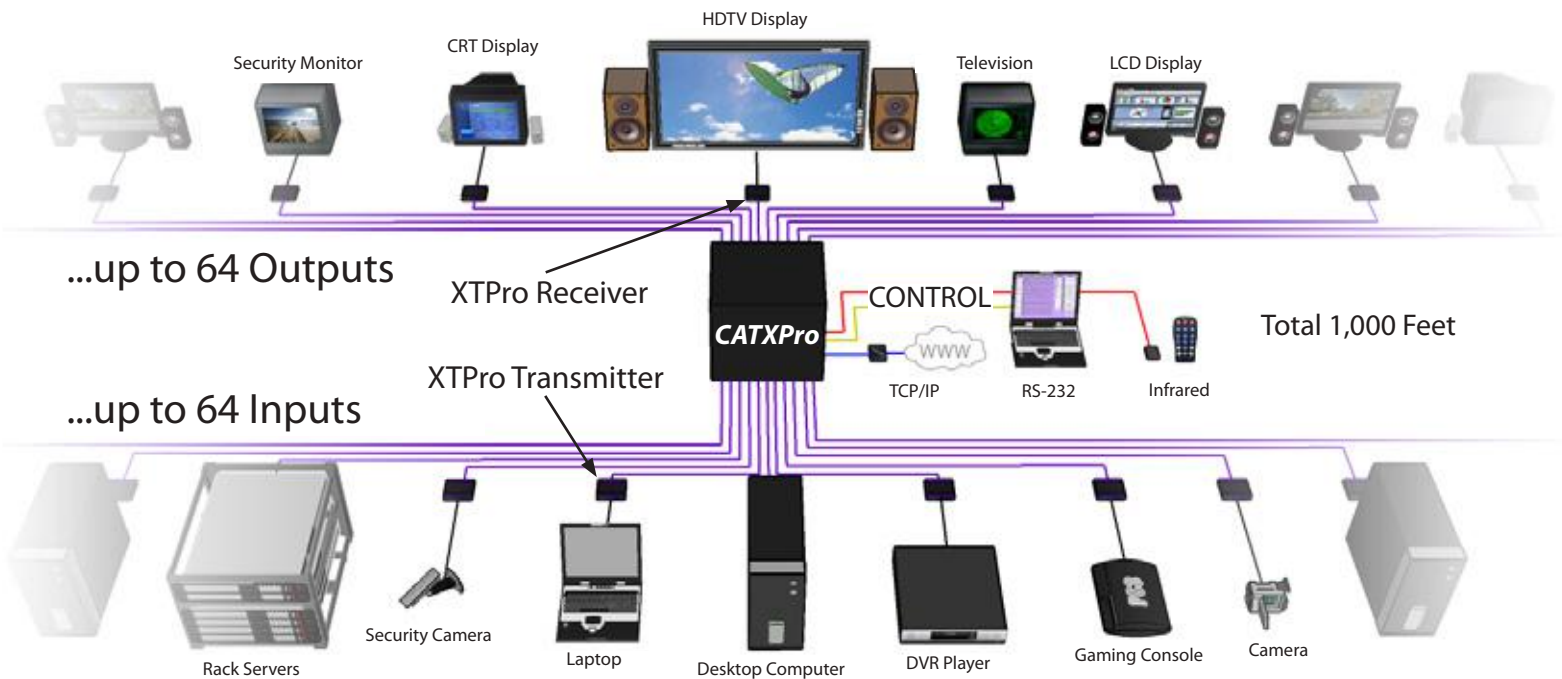 HDTV Display
CRT Display
Security Monitor
Television
LCD Display
...up to 64 Outputs
XTPro Receiver
CONTROL
CATXPro
WWW
Total 1,000 Feet
XTPro Transmitter
TCP/IP
RS-232
Infrared
...up to 64 Inputs
Security Camera
Rack Servers
Laptop
Desktop Computer
DVR Player
Gaming Console
Camera